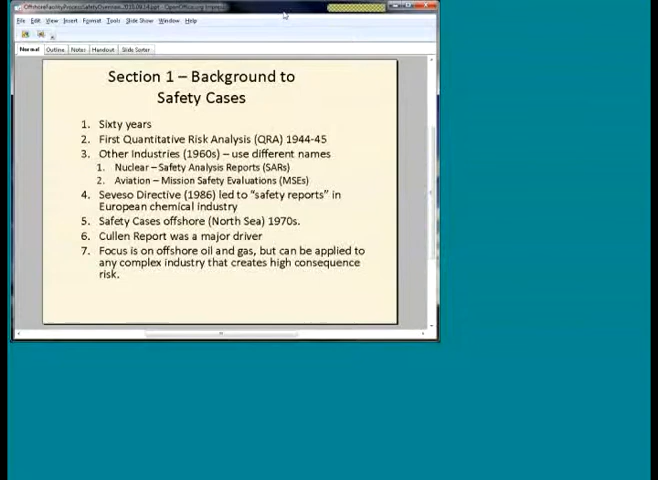 File Edit View Insert Format Tools Slide Show Window Help
Normal Outline Notes Handout Slide Sorter
Section 1 – Background to
Safety Cases
1. Sixty years
2. First Quantitative Risk Analysis (QRA) 1944-45
3. Other Industries (1960s) – use different names
1. Nuclear – Safety Analysis Reports (SARs)
2. Aviation – Mission Safety Evaluations (MSEs)
4. Seveso Directive (1986) led to “safety reports” in
European chemical industry
5. Safety Cases offshore (North Sea) 1970s.
6. Cullen Report was a major driver
7. Focus is on offshore oil and gas, but can be applied to
any complex industry that creates high consequence
risk.